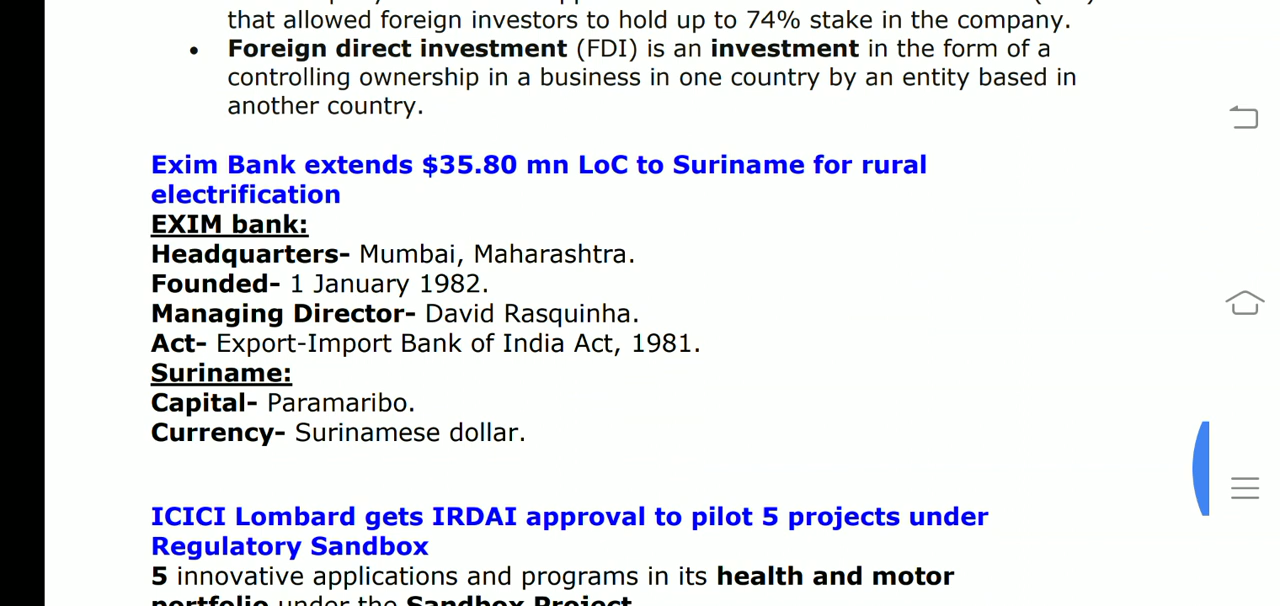 that allowed foreign investors to hold up to 74% stake in the company.
• Foreign direct investment (FDI) is an investment in the form of a
controlling ownership in a business in one country by an entity based in
another country.
Exim Bank extends $35.80 mn LoC to Suriname for rural
electrification
EXIM bank:
Headquarters- Mumbai, Maharashtra.
Founded- 1 January 1982.
Managing Director- David Rasquinha.
Act- Export-Import Bank of India Act, 1981.
Suriname:
Capital- Paramaribo.
Currency- Surinamese dollar.
ICICI Lombard gets IRDAI approval to pilot 5 projects under
Regulatory Sandbox
5 innovative applications and programs in its health and motor
portfolio under the Sandbox Project